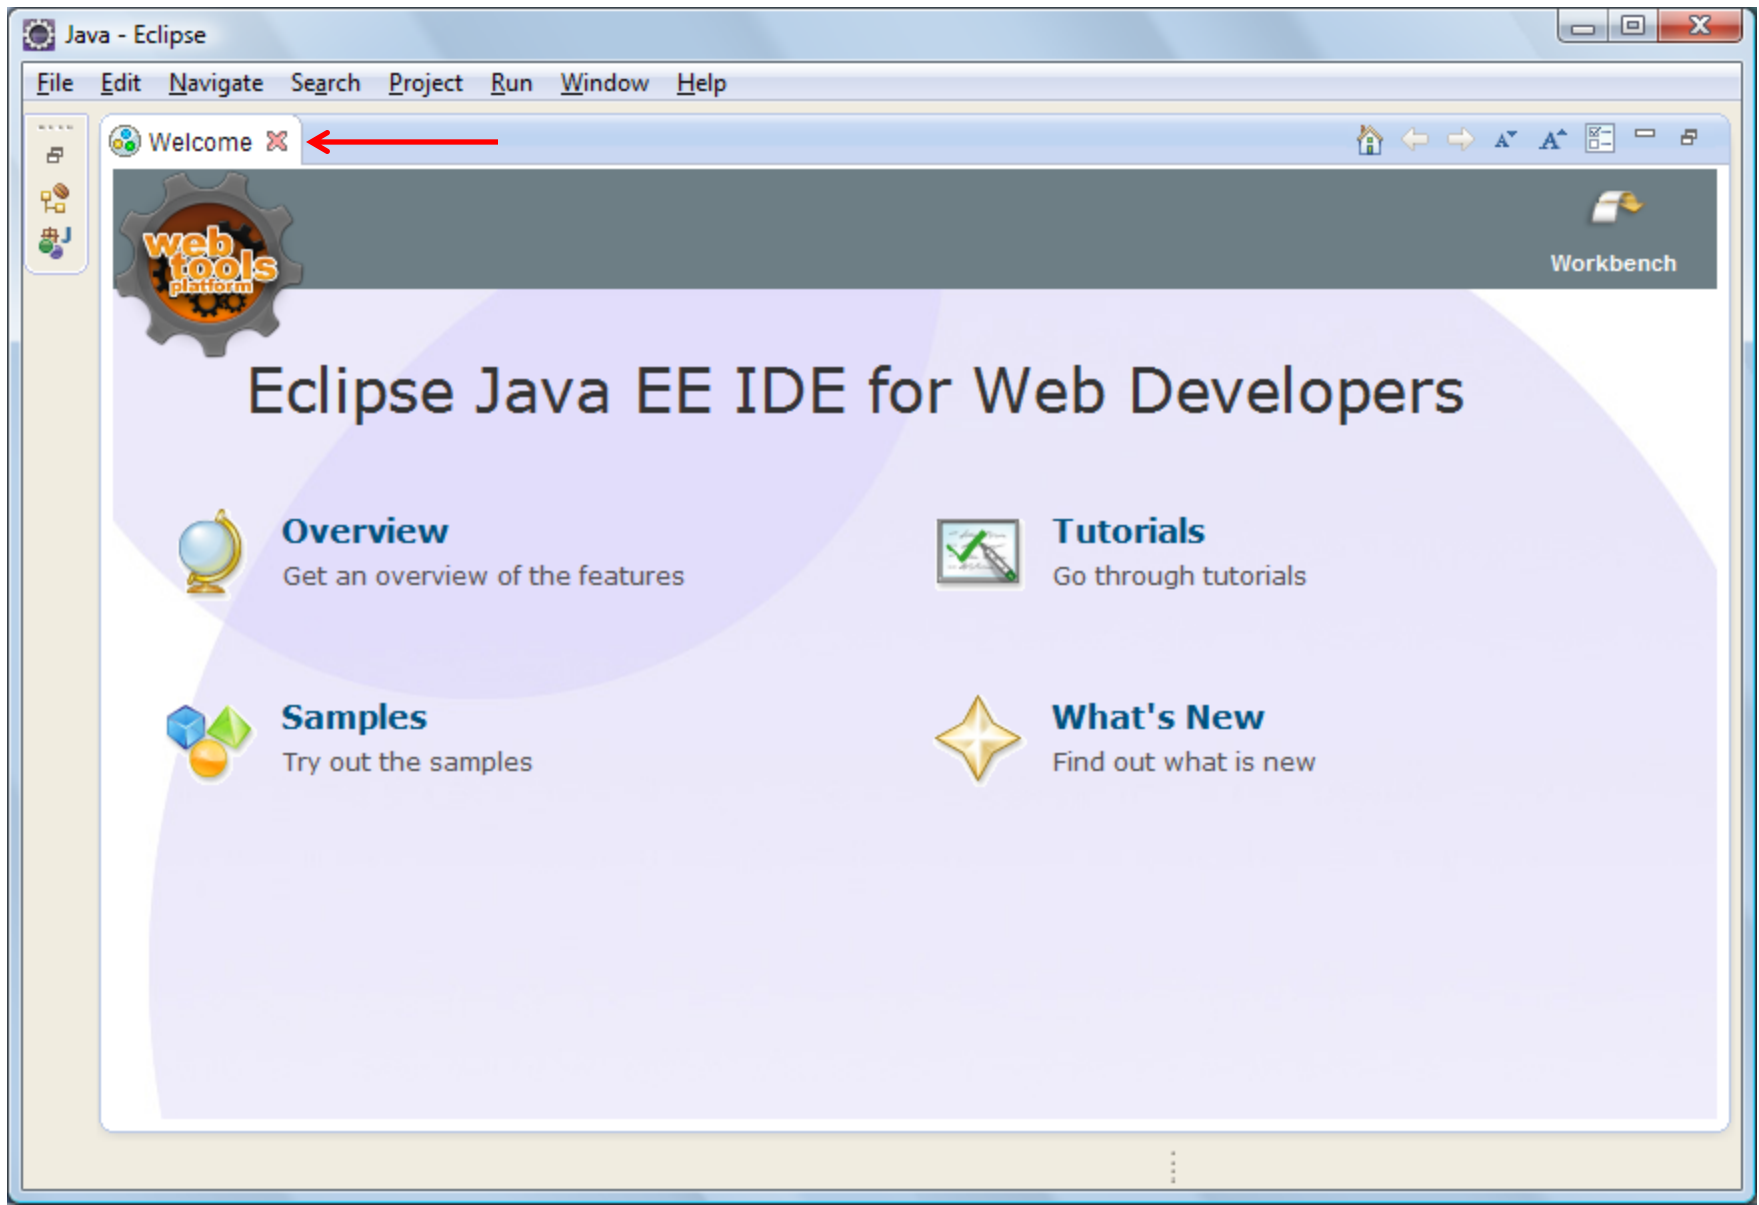 Java - Eclipse
File Edit Navigate Search Project Run Window Help
Welcome
web
tools
platform
Workbench
Eclipse Java EE IDE for Web Developers
Overview
Get an overview of the features
Tutorials
Go through tutorials
Samples
Try out the samples
What's New
Find out what is new